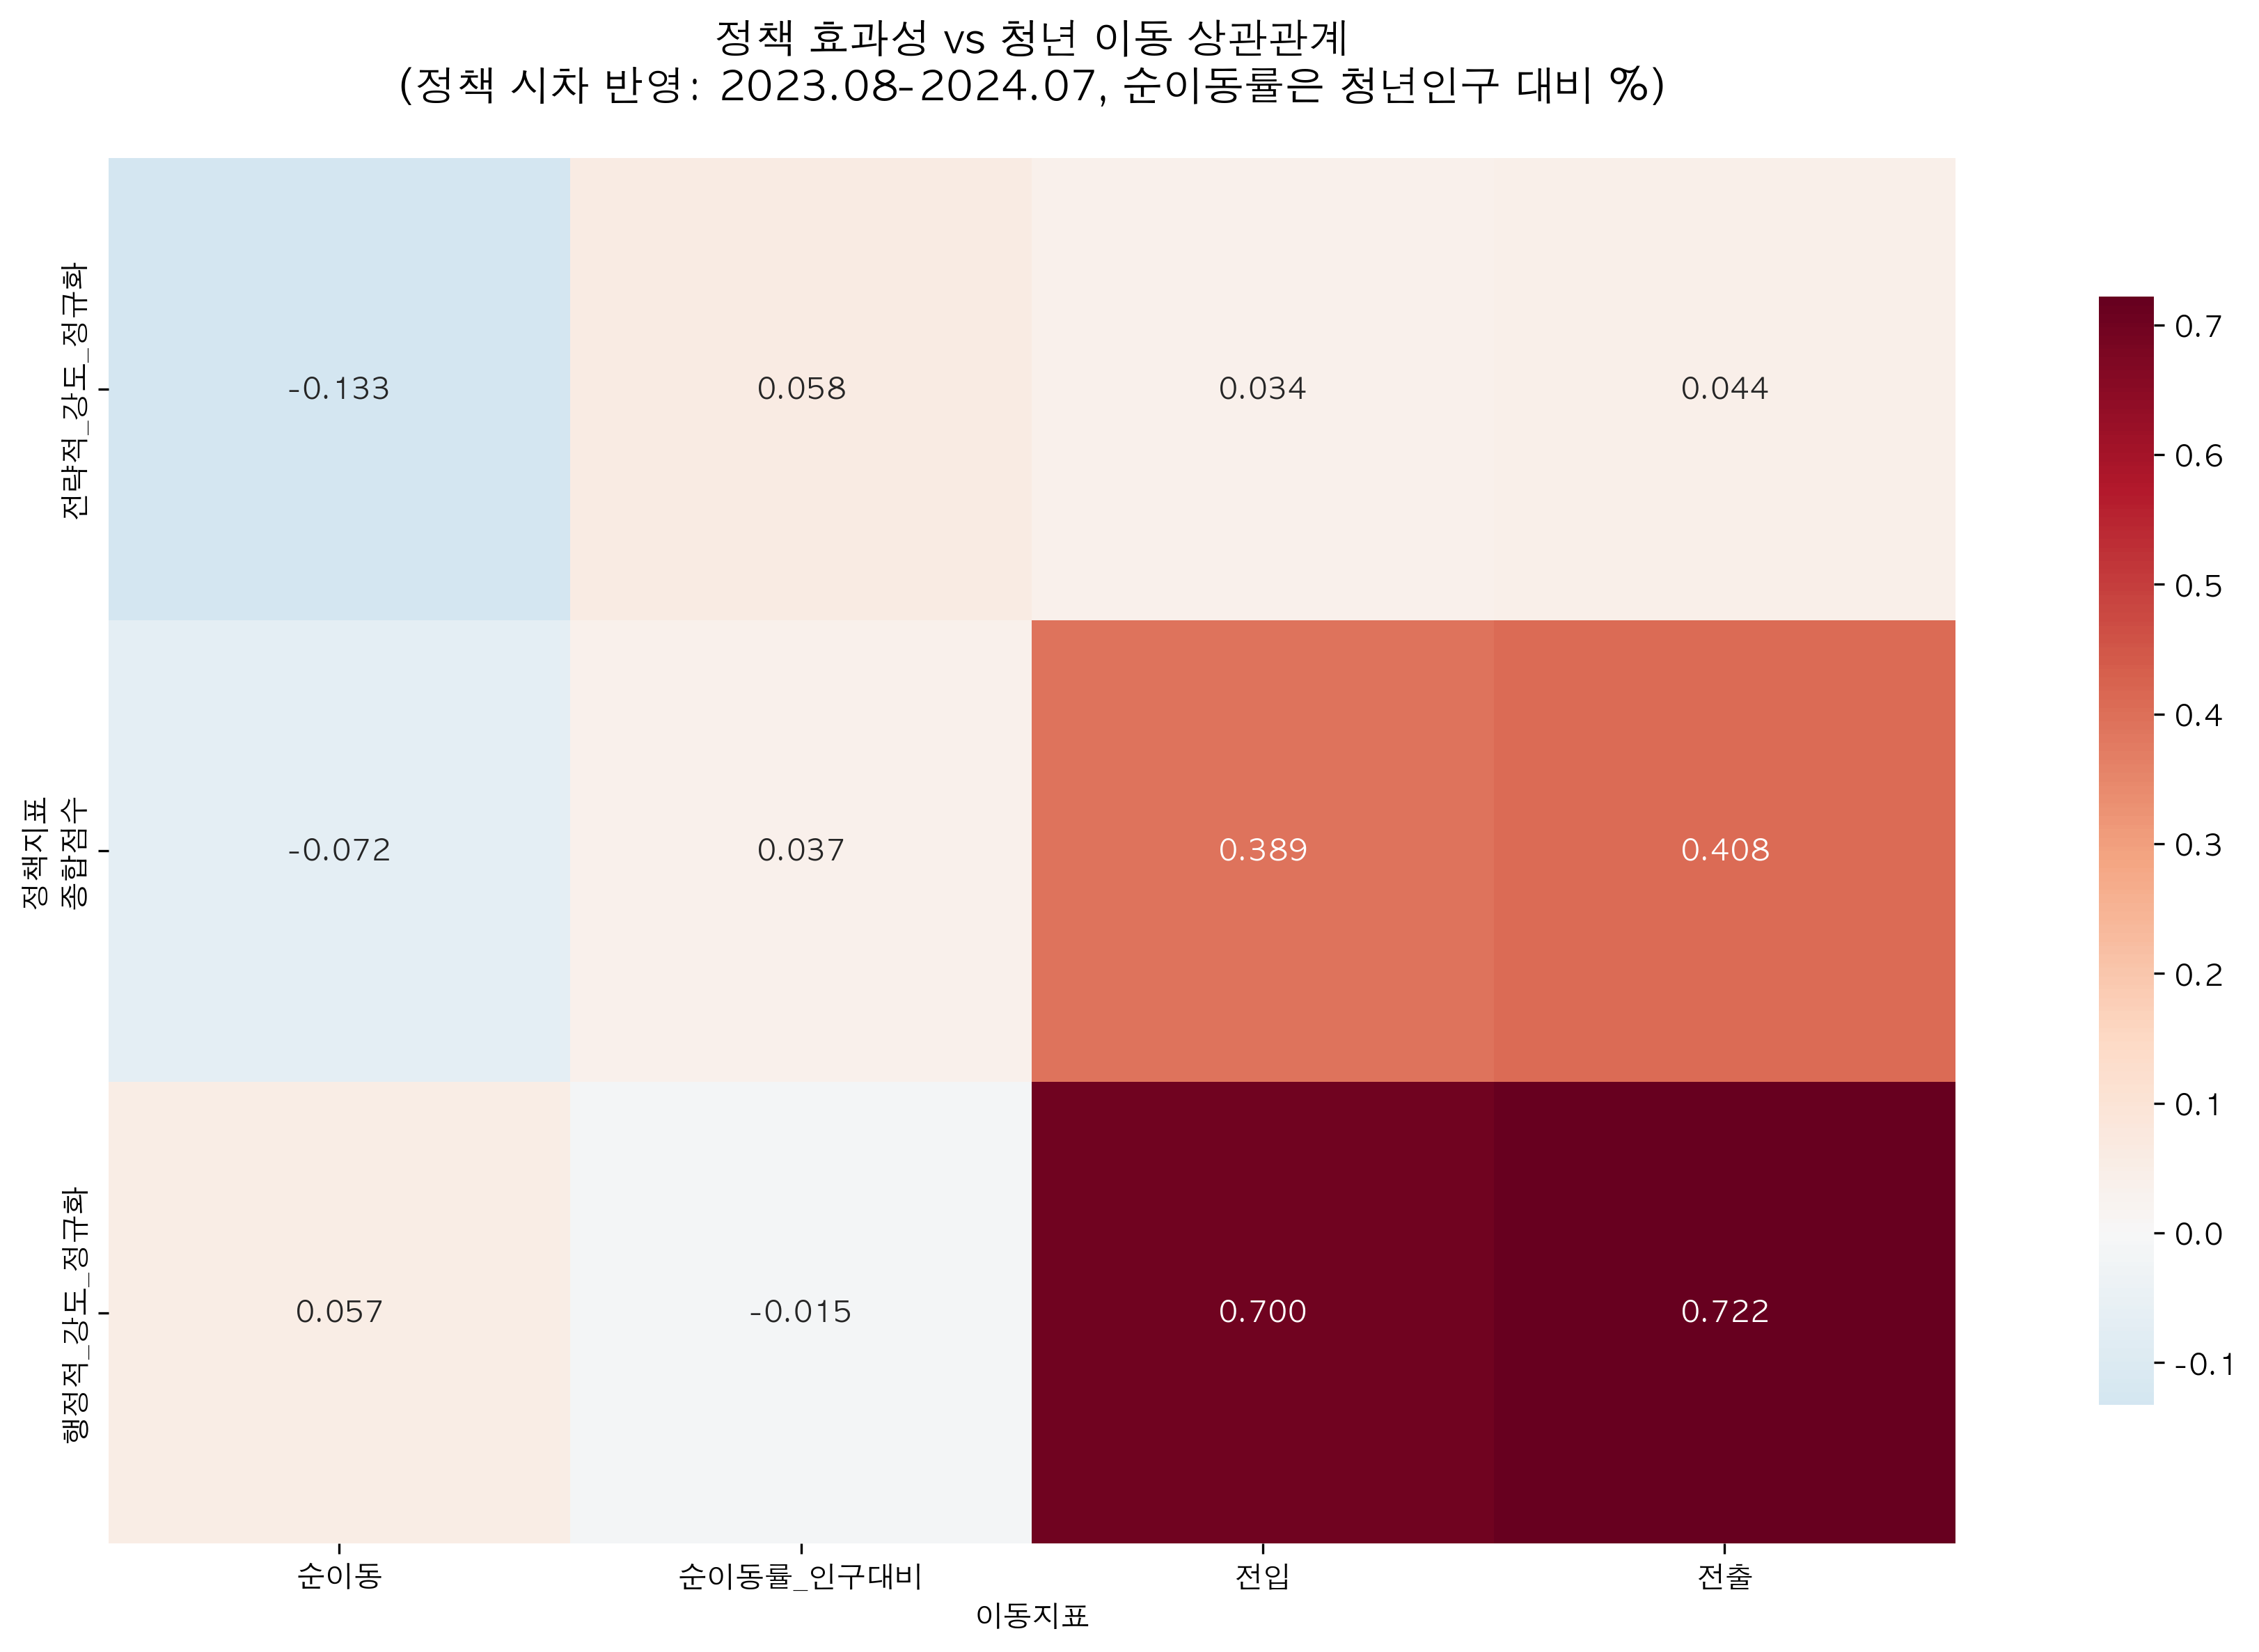 정책 효과성 vs 청년 이동 상관관계
(정책 시차 반영: 2023.08-2024.07, 순이동률은 청년인구 대비 %)
정책지표
전략적_강도_정규화
-0.133 0.058 0.034 0.044
종합점수
-0.072 0.037 0.389 0.408
행정적_강도_정규화
0.057 -0.015 0.700 0.722
순이동 순이동률_인구대비 전입 전출
이동지표
0.7
0.6
0.5
0.4
0.3
0.2
0.1
0.0
-0.1